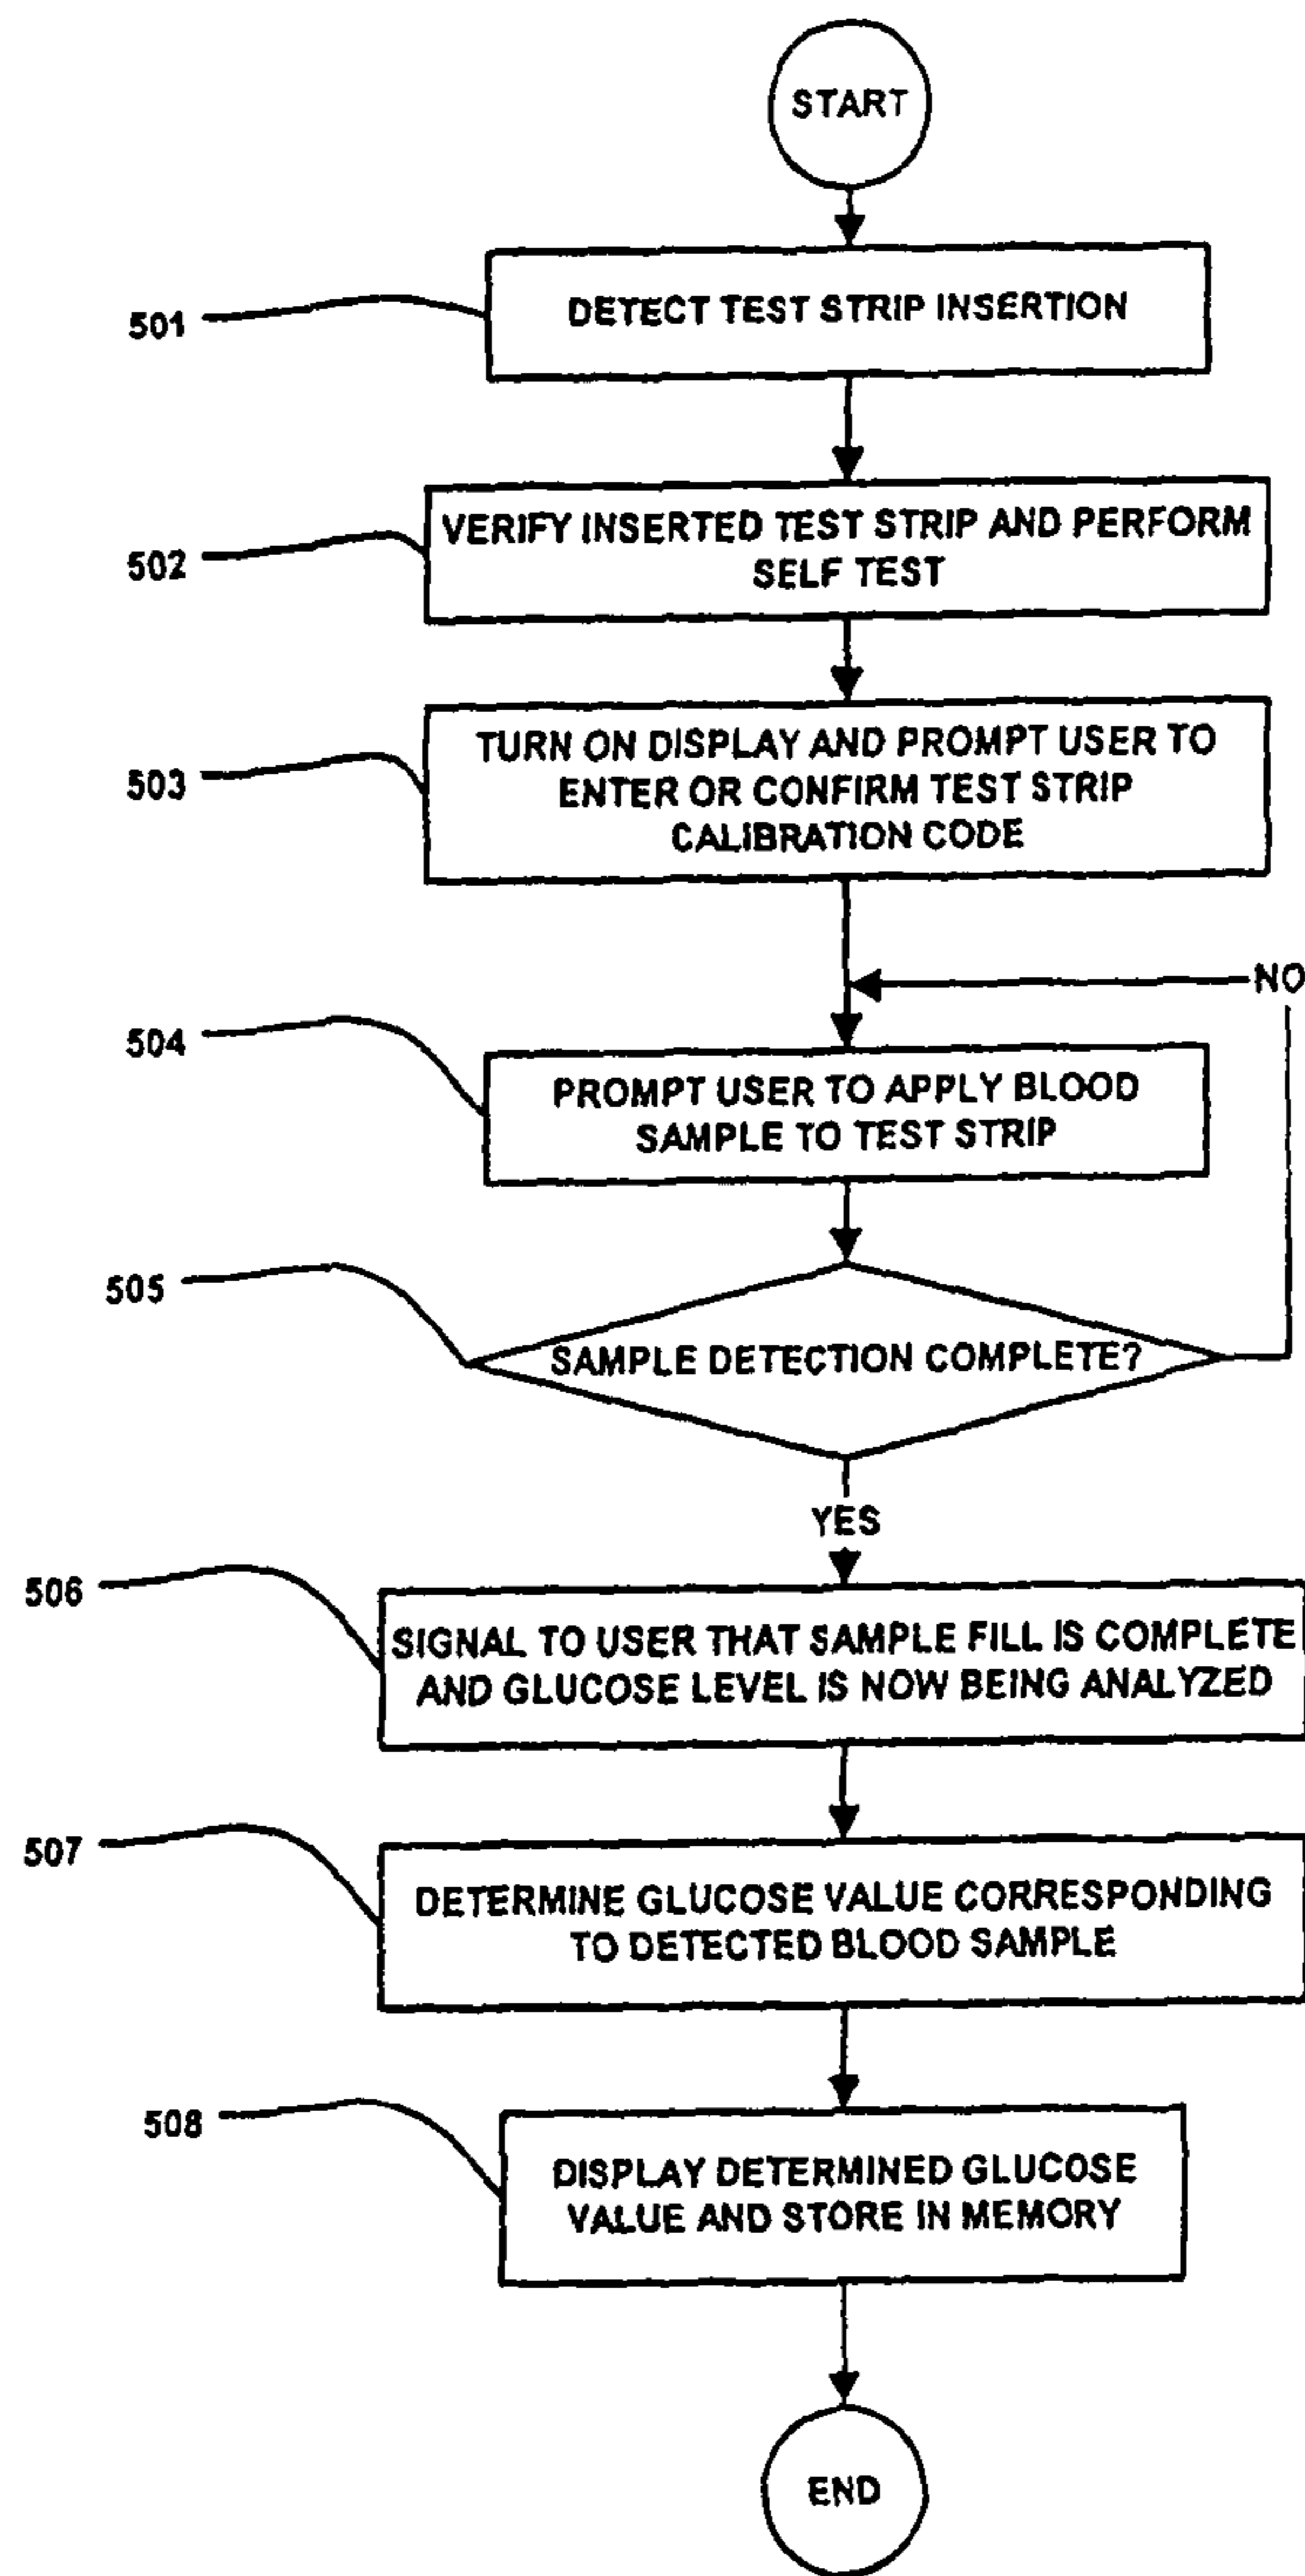 START
501
DETECT TEST STRIP INSERTION
502
VERIFY INSERTED TEST STRIP AND PERFORM
SELF TEST
503
TURN ON DISPLAY AND PROMPT USER TO
ENTER OR CONFIRM TEST STRIP
CALIBRATION CODE
NO
504
PROMPT USER TO APPLY BLOOD
SAMPLE TO TEST STRIP
505
SAMPLE DETECTION COMPLETE?
YES
506
SIGNAL TO USER THAT SAMPLE FILL IS COMPLETE
AND GLUCOSE LEVEL IS NOW BEING ANALYZED
507
DETERMINE GLUCOSE VALUE CORRESPONDING
TO DETECTED BLOOD SAMPLE
508
DISPLAY DETERMINED GLUCOSE
VALUE AND STORE IN MEMORY
END